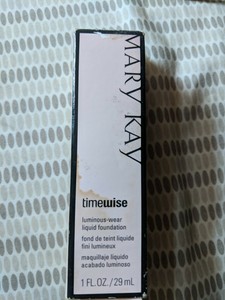 MARY KAY
timewise
luminous-wear
liquid foundation
fond de teint liquide
fini lumineux
maquillaje líquido
acabado luminoso
1 FL. OZ. / 29 mL